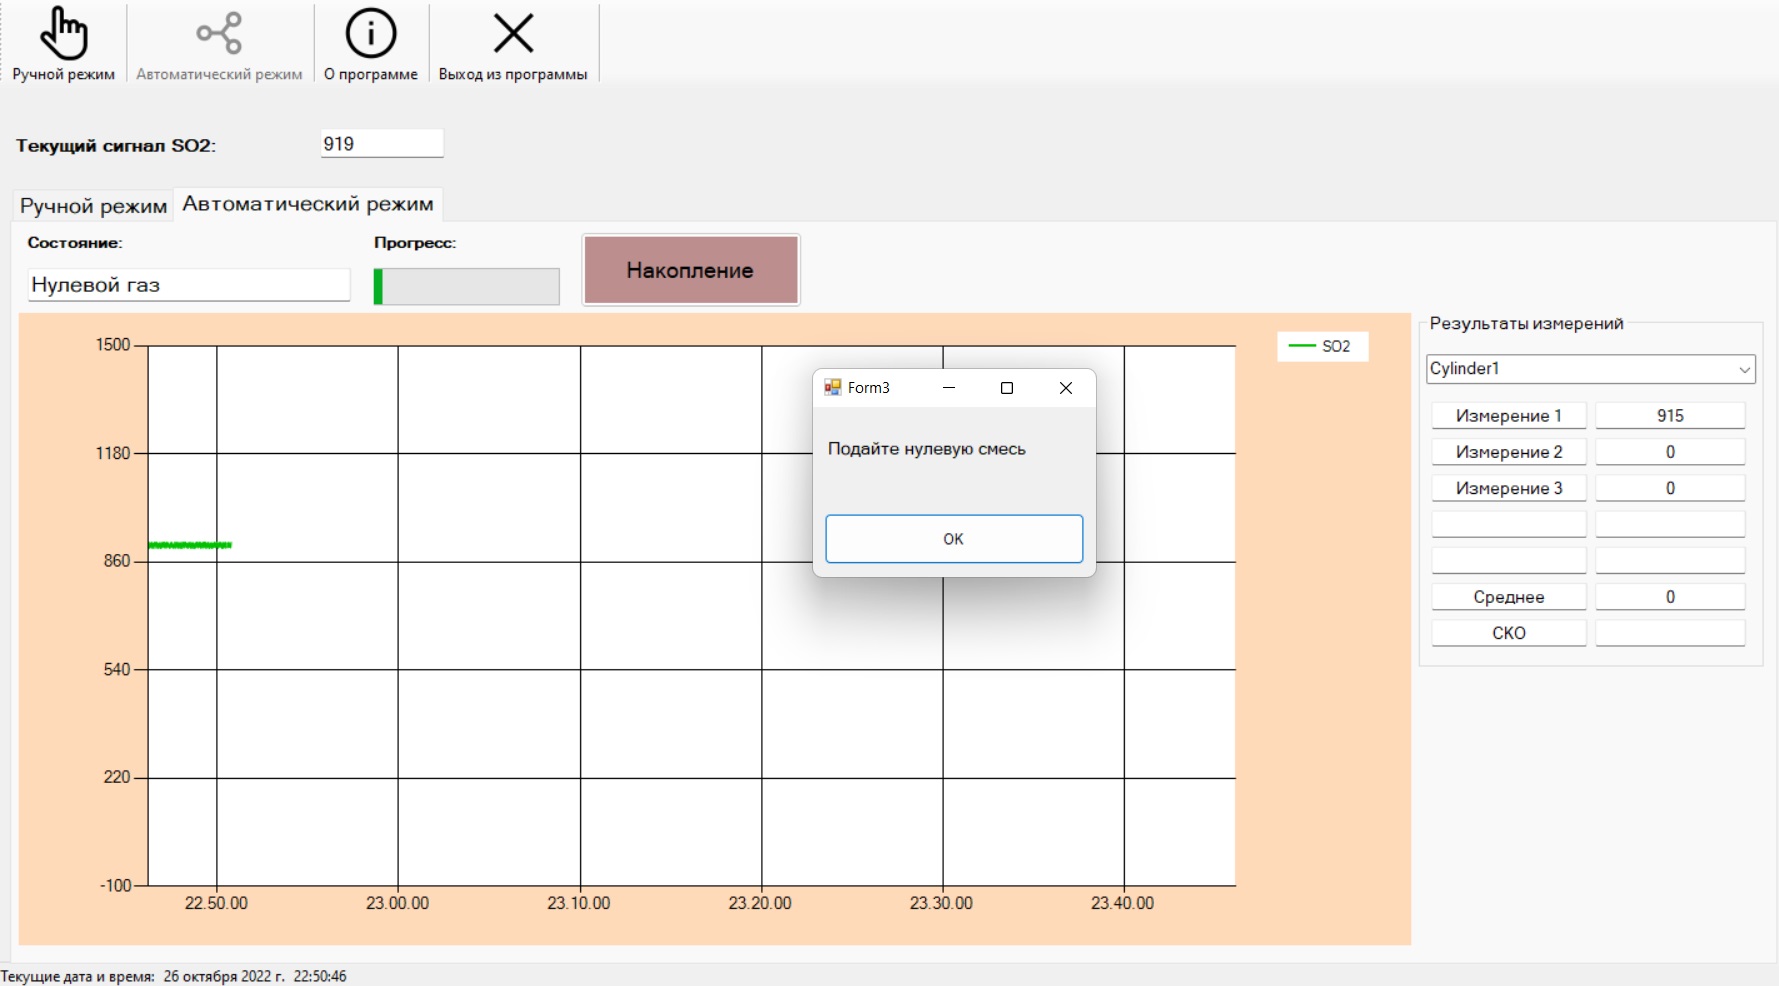 Ручной режим
Автоматический режим
О программе
Выход из программы
Текущий сигнал SO2:
919
Ручной режим
Автоматический режим
Состояние:
Прогресс:
Нулевой газ
Накопление
1500
1180
860
540
220
-100
22.50.00
23.00.00
23.10.00
23.20.00
23.30.00
23.40.00
SO2
Form3
Подайте нулевую смесь
OK
Результаты измерений
Cylinder1
Измерение 1 915
Измерение 2 0
Измерение 3 0
Среднее 0
СКО
Текущие дата и время: 26 октября 2022 г. 22:50:46